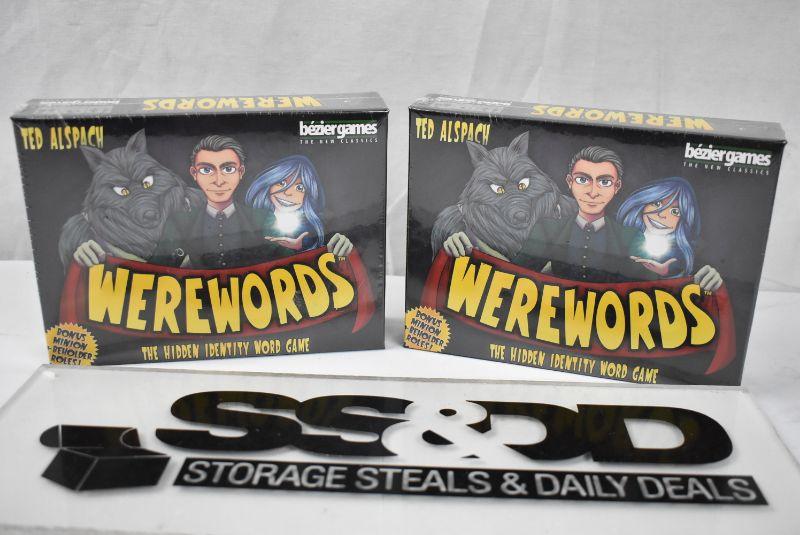 WEREWORDS
TED ALSPACH
béziergames
THE NEW CLASSICS
WEREWORDS™
BONUS
MINION
+ BEHOLDER
ROLES!
THE HIDDEN IDENTITY WORD GAME
WEREWORDS
TED ALSPACH
béziergames
THE NEW CLASSICS
WEREWORDS™
BONUS
MINION
+ BEHOLDER
ROLES!
THE HIDDEN IDENTITY WORD GAME
SS&DD
STORAGE STEALS & DAILY DEALS